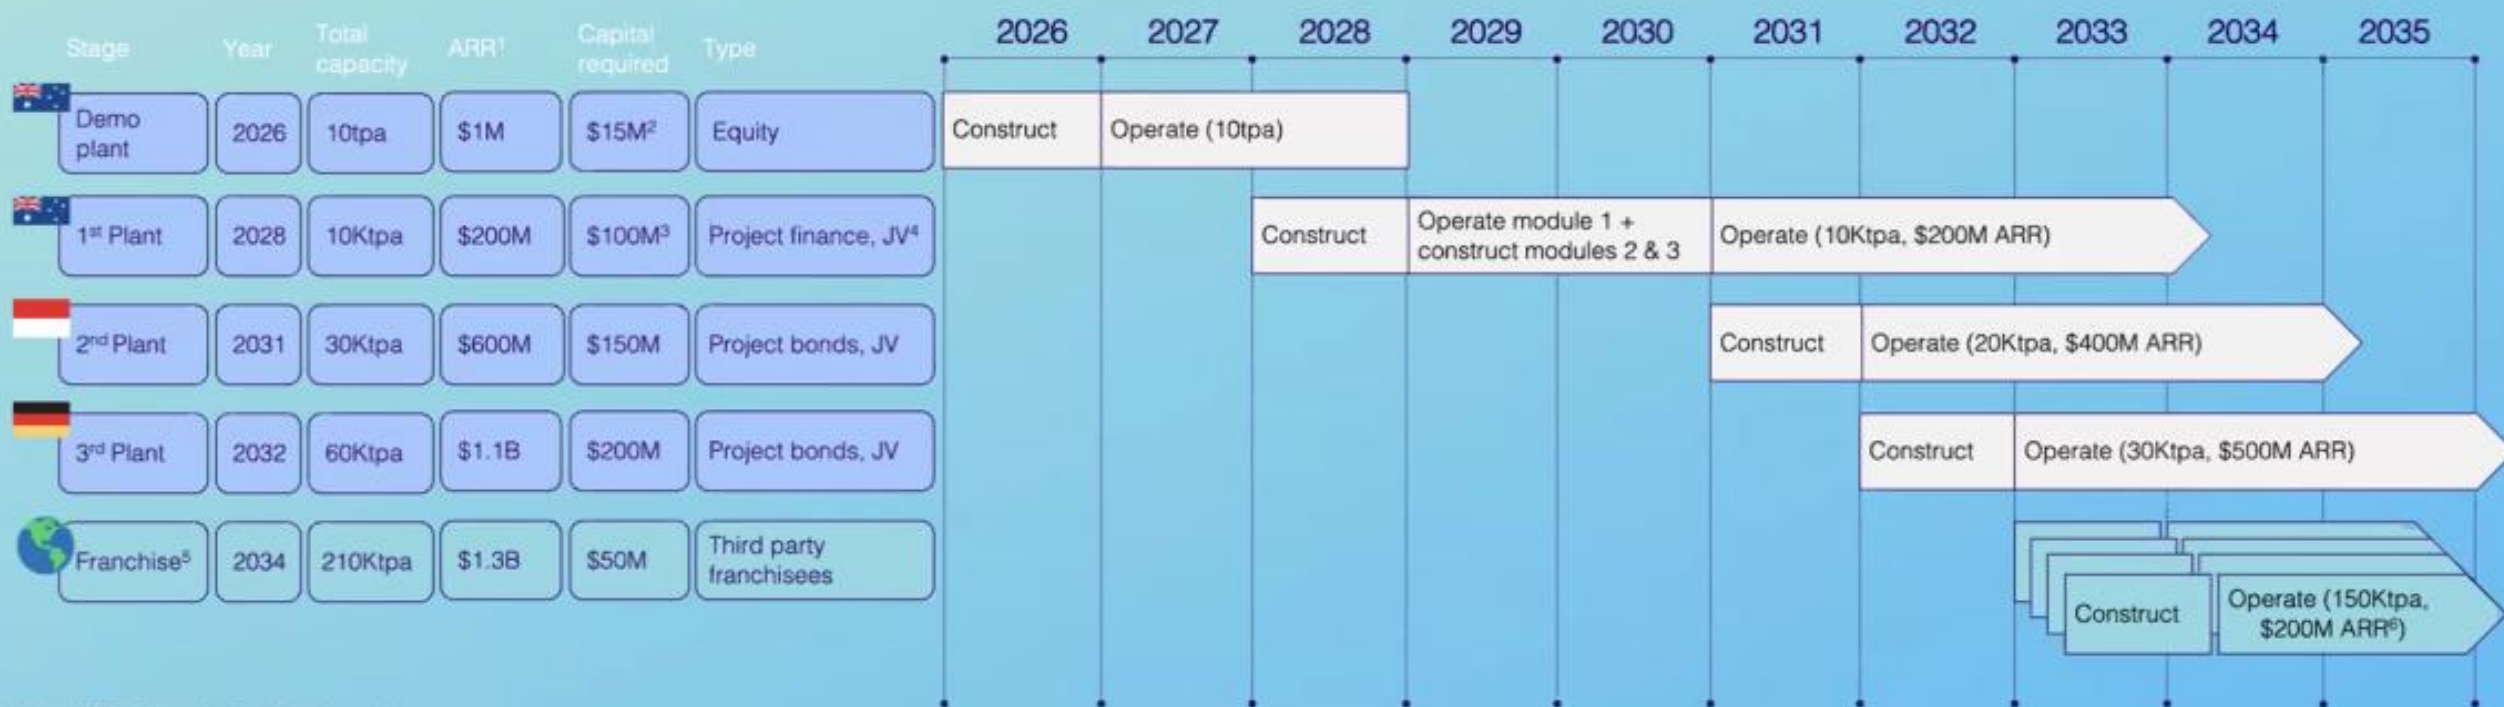 Stage
Year
Total
capacity
ARR¹
Capital
required
Type
2026
2027
2028
2029
2030
2031
2032
2033
2034
2035
Demo
plant
2026
10tpa
$1M
$15M²
Equity
Construct
Operate (10tpa)
1st Plant
2028
10Ktpa
$200M
$100M³
Project finance, JV⁴
Construct
Operate module 1 +
construct modules 2 & 3
Operate (10Ktpa, $200M ARR)
2nd Plant
2031
30Ktpa
$600M
$150M
Project bonds, JV
Construct
Operate (20Ktpa, $400M ARR)
3rd Plant
2032
60Ktpa
$1.1B
$200M
Project bonds, JV
Construct
Operate (30Ktpa, $500M ARR)
Franchise⁵
2034
210Ktpa
$1.3B
$50M
Third party
franchisees
Construct
Operate (150Ktpa,
$200M ARR⁶)